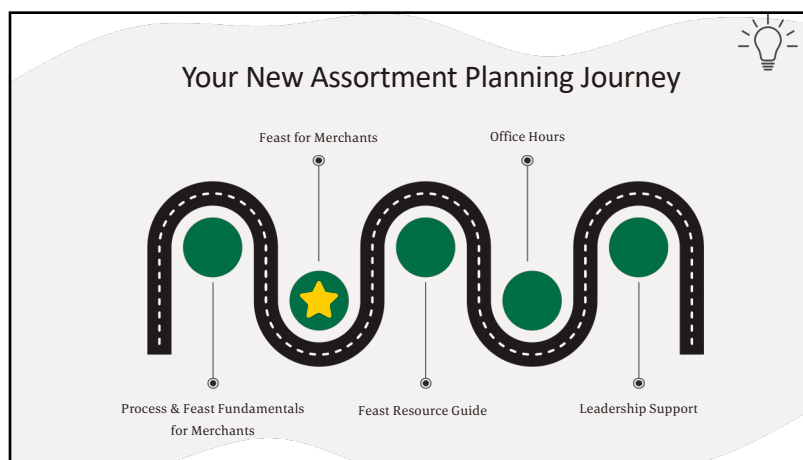 Your New Assortment Planning Journey
Feast for Merchants
Office Hours
Process & Feast Fundamentals
for Merchants
Feast Resource Guide
Leadership Support